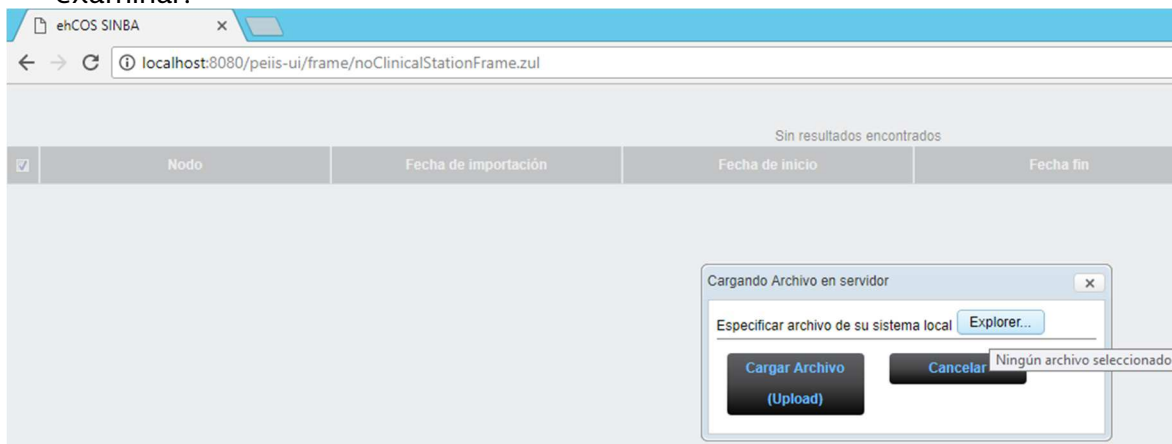 examinar.
ehCOS SINBA
localhost:8080/peiis-ui/frame/noClinicalStationFrame.zul
Sin resultados encontrados
Nodo Fecha de importación Fecha de inicio Fecha fin
Cargando Archivo en servidor
Especificar archivo de su sistema local Explorer...
Ningún archivo seleccionado
Cargar Archivo Cancelar
(Upload)